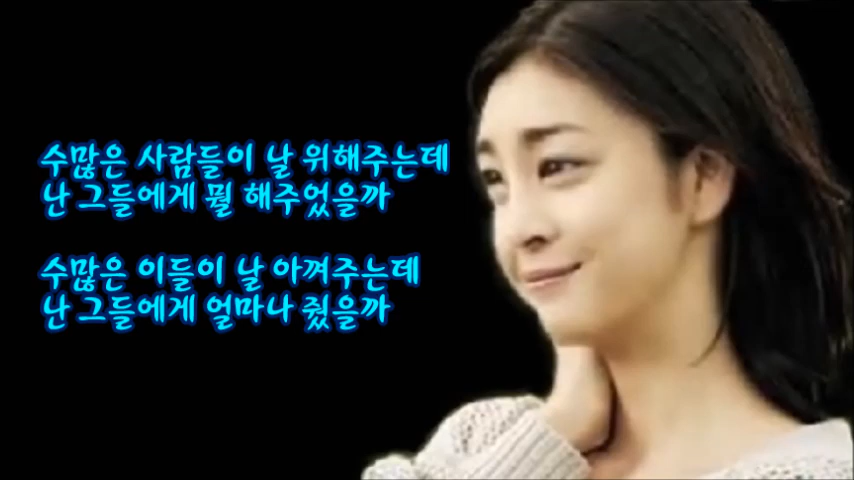 수많은 사람들이 날 위해주는데
난 그들에게 뭘 해주었을까
수많은 이들이 날 아껴주는데
난 그들에게 얼마나 줬을까